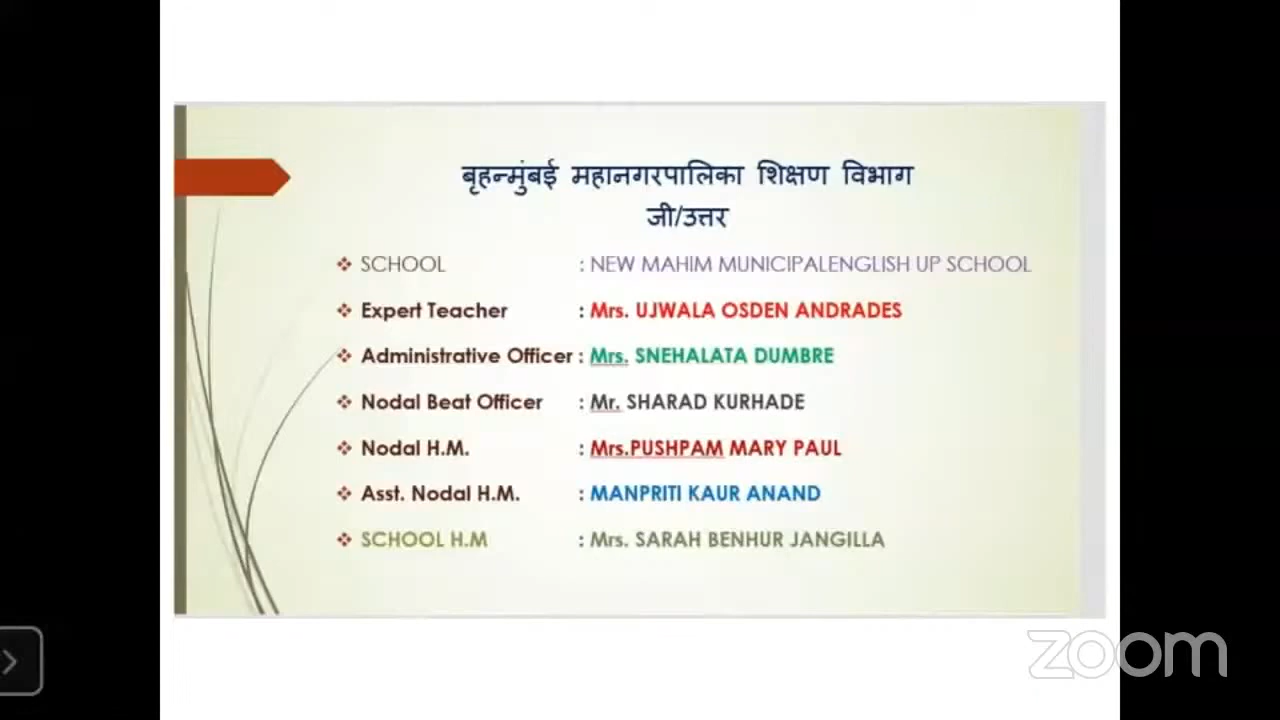 बृहन्मुंबई महानगरपालिका शिक्षण विभाग
जी/उत्तर
❖ SCHOOL : NEW MAHIM MUNICIPALENGLISH UP SCHOOL
❖ Expert Teacher : Mrs. UJWALA OSDEN ANDRADES
❖ Administrative Officer : Mrs. SNEHALATA DUMBRE
❖ Nodal Beat Officer : Mr. SHARAD KURHADE
❖ Nodal H.M. : Mrs.PUSHPAM MARY PAUL
❖ Asst. Nodal H.M. : MANPRITI KAUR ANAND
❖ SCHOOL H.M : Mrs. SARAH BENHUR JANGILLA
zoom